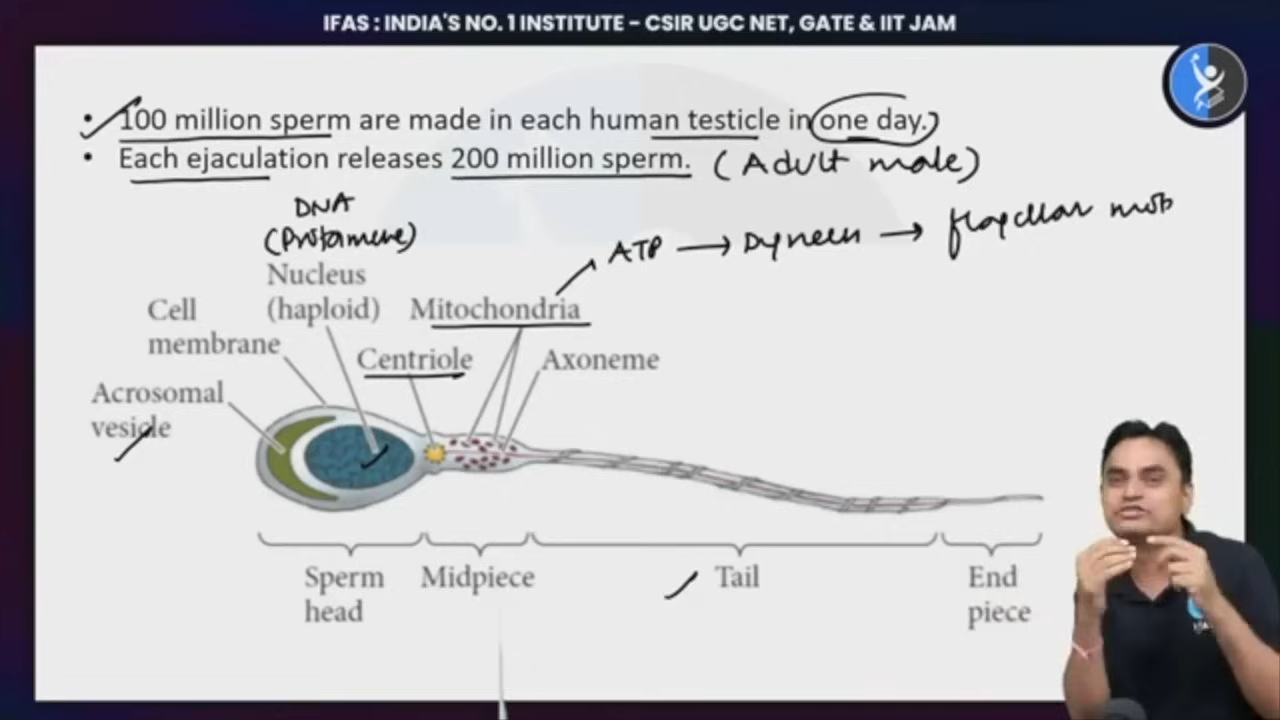 IFAS : INDIA'S NO. 1 INSTITUTE – CSIR UGC NET, GATE & IIT JAM
• 100 million sperm are made in each human testicle in one day.
• Each ejaculation releases 200 million sperm. (Adult male)
DNA
(Protamine)
ATP → Dynein → flagellar mot
Nucleus
(haploid)
Mitochondria
Cell
membrane
Centriole
Axoneme
Acrosomal
vesicle
Sperm
head
Midpiece
Tail
End
piece